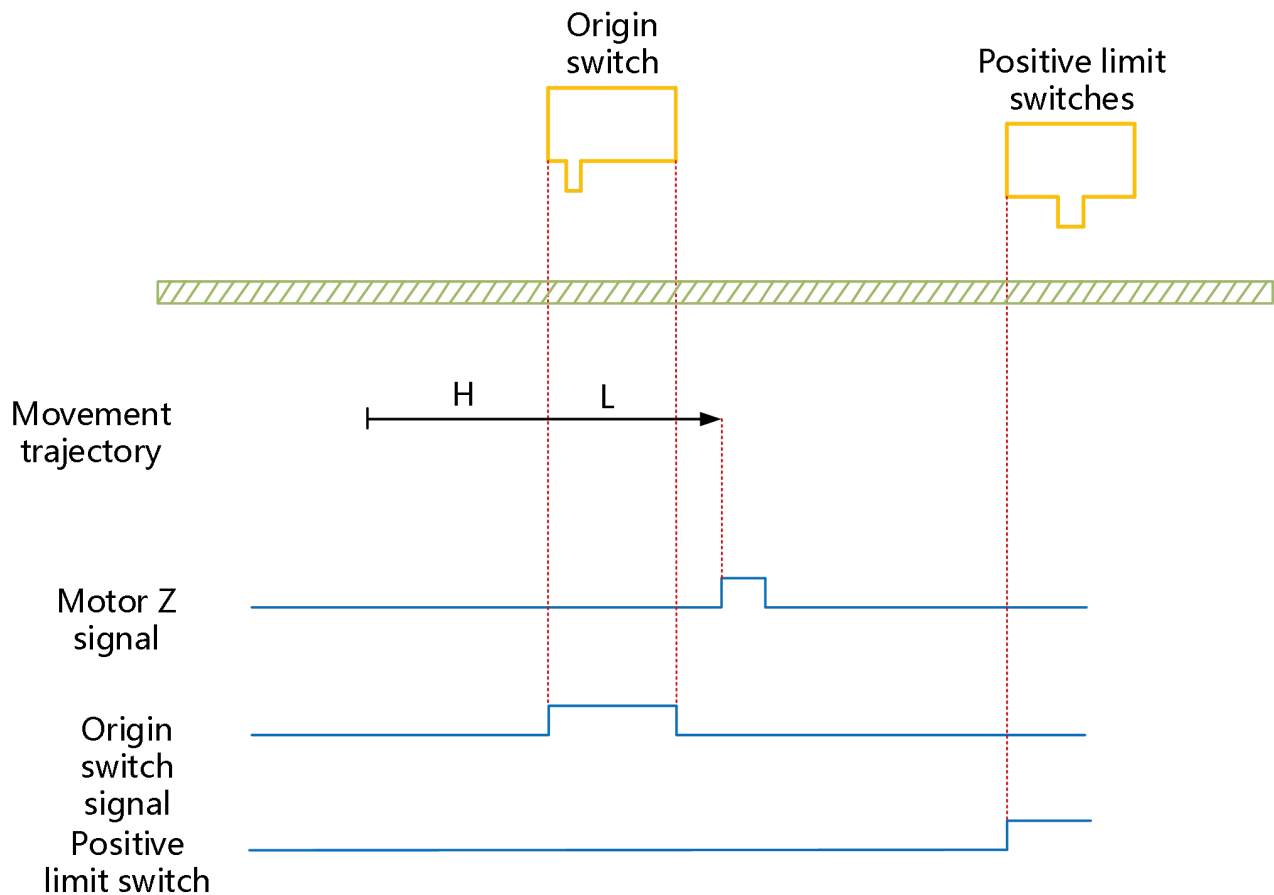 Origin
switch
Positive limit
switches
H
L
Movement
trajectory
Motor Z
signal
Origin
switch
signal
Positive
limit switch